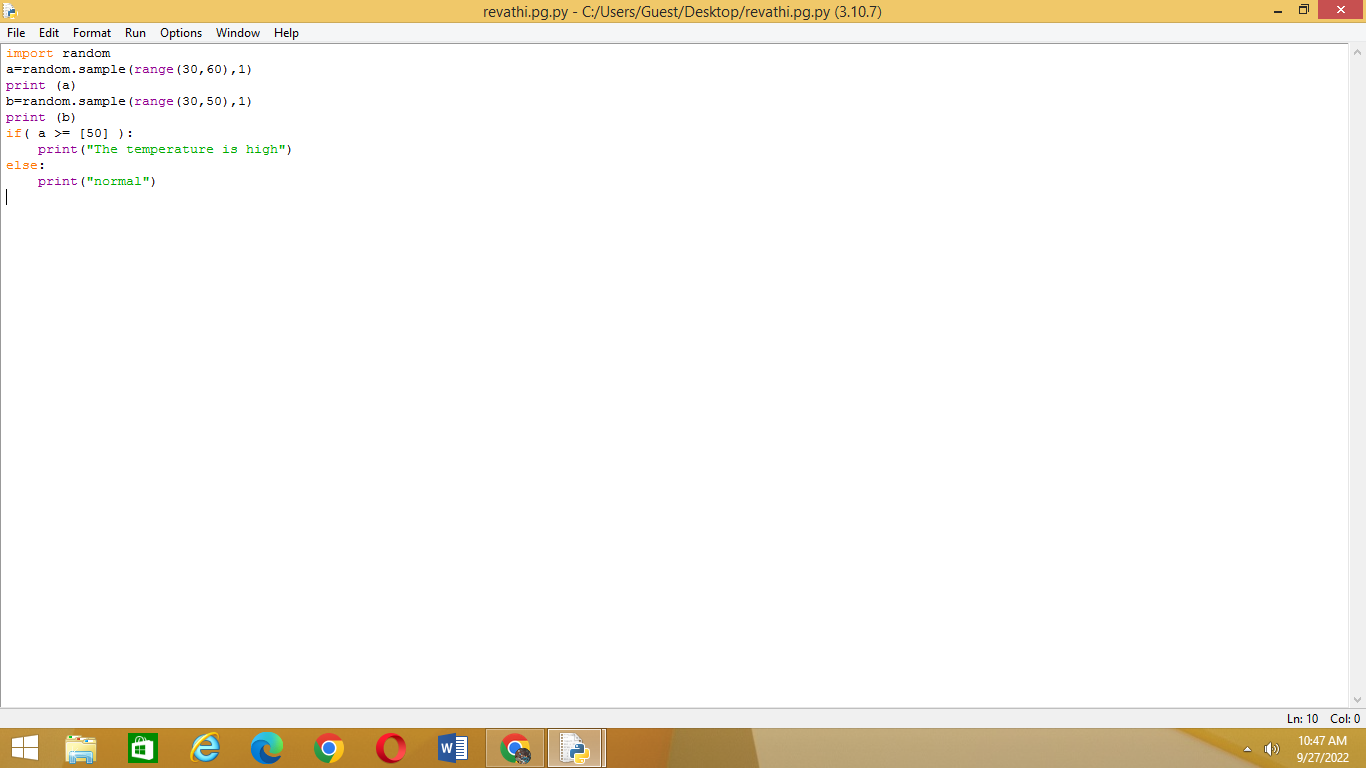 revathi.pg.py - C:/Users/Guest/Desktop/revathi.pg.py (3.10.7)
File Edit Format Run Options Window Help
import random
a=random.sample(range(30,60),1)
print (a)
b=random.sample(range(30,50),1)
print (b)
if( a >= [50] ):
    print("The temperature is high")
else:
    print("normal")
Ln: 10 Col: 0
10:47 AM
9/27/2022